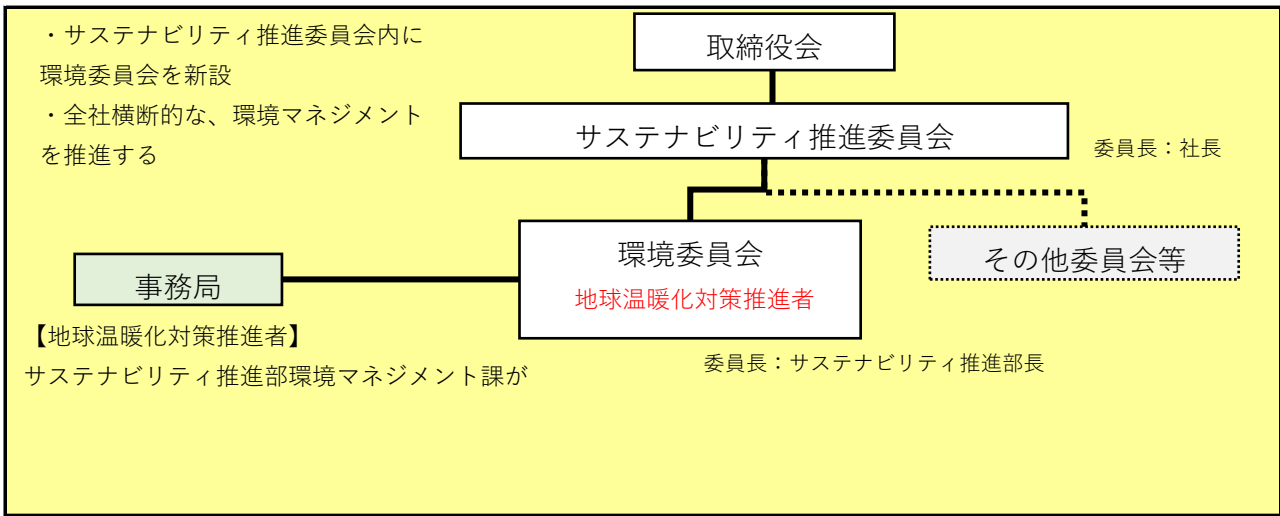 ・サステナビリティ推進委員会内に
環境委員会を新設
・全社横断的な、環境マネジメント
を推進する
取締役会
サステナビリティ推進委員会
委員長：社長
環境委員会
地球温暖化対策推進者
その他委員会等
事務局
委員長：サステナビリティ推進部長
【地球温暖化対策推進者】
サステナビリティ推進部環境マネジメント課が